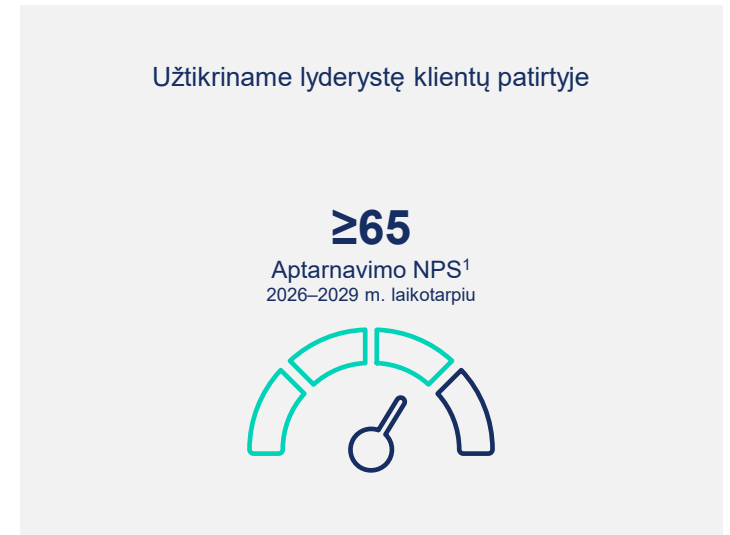 Užtikriname lyderystę klientų patirtyje
≥65
Aptarnavimo NPS¹
2026–2029 m. laikotarpiu